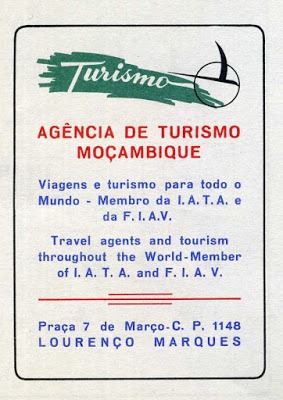 Turismo
AGÊNCIA DE TURISMO
MOÇAMBIQUE
Viagens e turismo para todo o
Mundo - Membro da I.A.T.A. e
da F.I.A.V.
Travel agents and tourism
throughout the World-Member
of I. A. T. A. and F. I. A. V.
Praça 7 de Março-C. P. 1148
LOURENÇO MARQUES